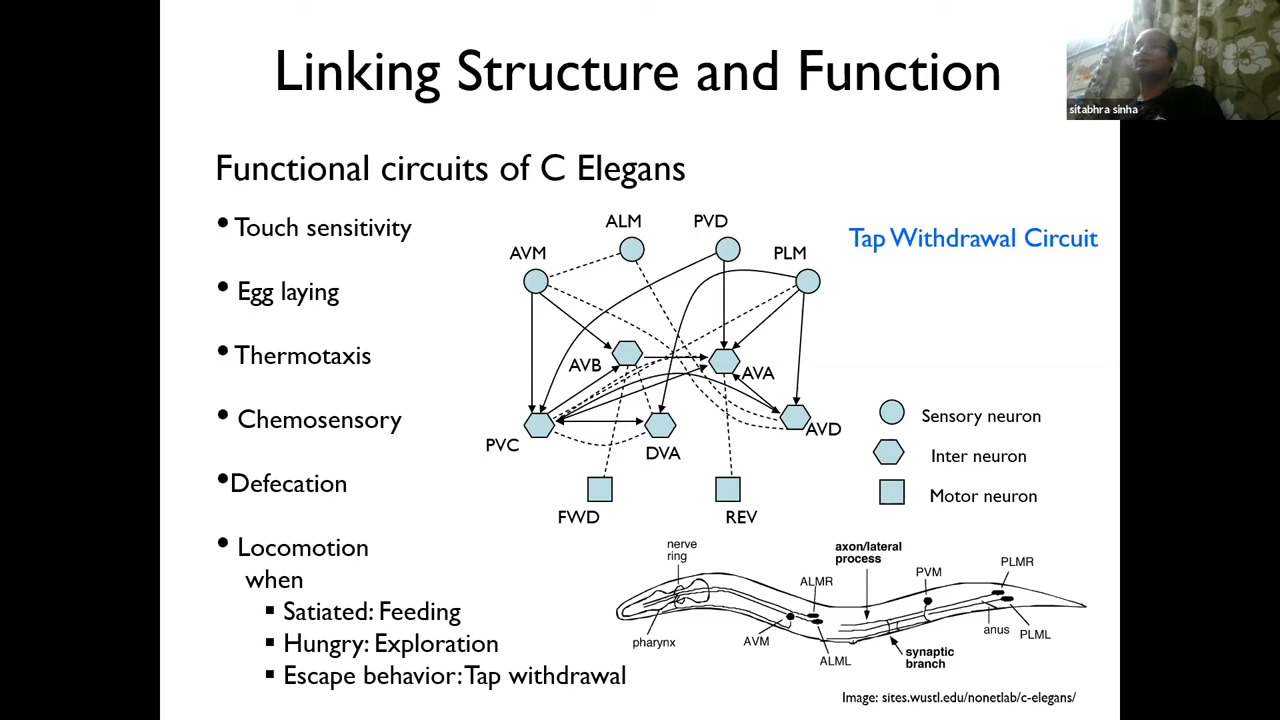 Linking Structure and Function
sitabhra sinha
Functional circuits of C Elegans
• Touch sensitivity
• Egg laying
• Thermotaxis
• Chemosensory
• Defecation
• Locomotion
when
▪ Satiated: Feeding
▪ Hungry: Exploration
▪ Escape behavior: Tap withdrawal
Tap Withdrawal Circuit
ALM
PVD
AVM
PLM
AVB
AVA
PVC
DVA
AVD
FWD
REV
Sensory neuron
Inter neuron
Motor neuron
nerve
ring
pharynx
AVM
ALMR
ALML
axon/lateral
process
PVM
synaptic
branch
PLMR
anus
PLML
Image: sites.wustl.edu/nonetlab/c-elegans/